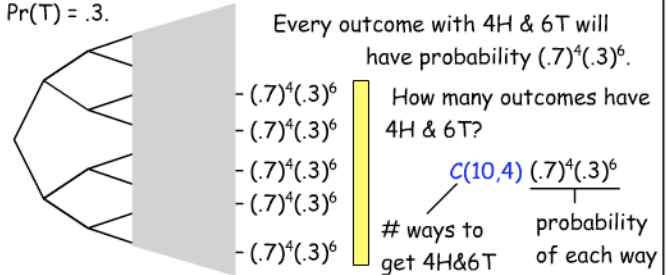 Pr(T) = .3.
Every outcome with 4H & 6T will
have probability (.7)⁴(.3)⁶.
(.7)⁴(.3)⁶
(.7)⁴(.3)⁶
(.7)⁴(.3)⁶
(.7)⁴(.3)⁶
(.7)⁴(.3)⁶
How many outcomes have
4H & 6T?
C(10,4) (.7)⁴(.3)⁶
# ways to
get 4H&6T
probability
of each way